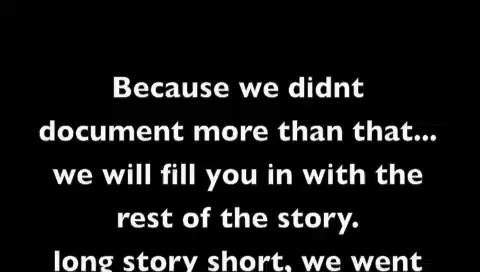 Because we didnt
document more than that...
we will fill you in with the
rest of the story.
long story short, we went